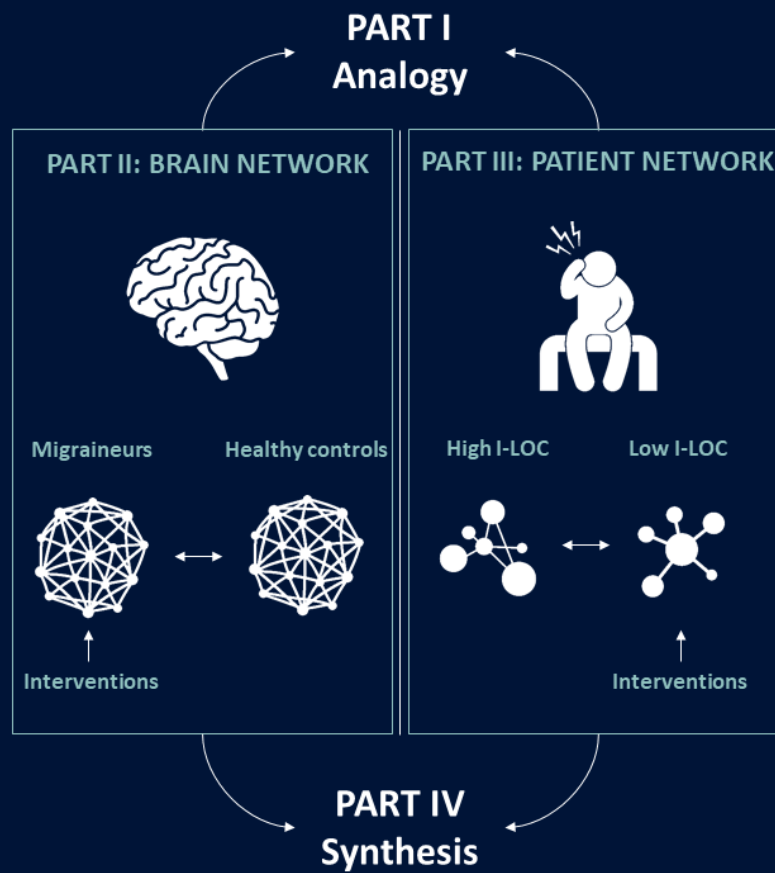 PART I
Analogy
PART II: BRAIN NETWORK
Migraineurs
Healthy controls
Interventions
PART III: PATIENT NETWORK
High I-LOC
Low I-LOC
Interventions
PART IV
Synthesis